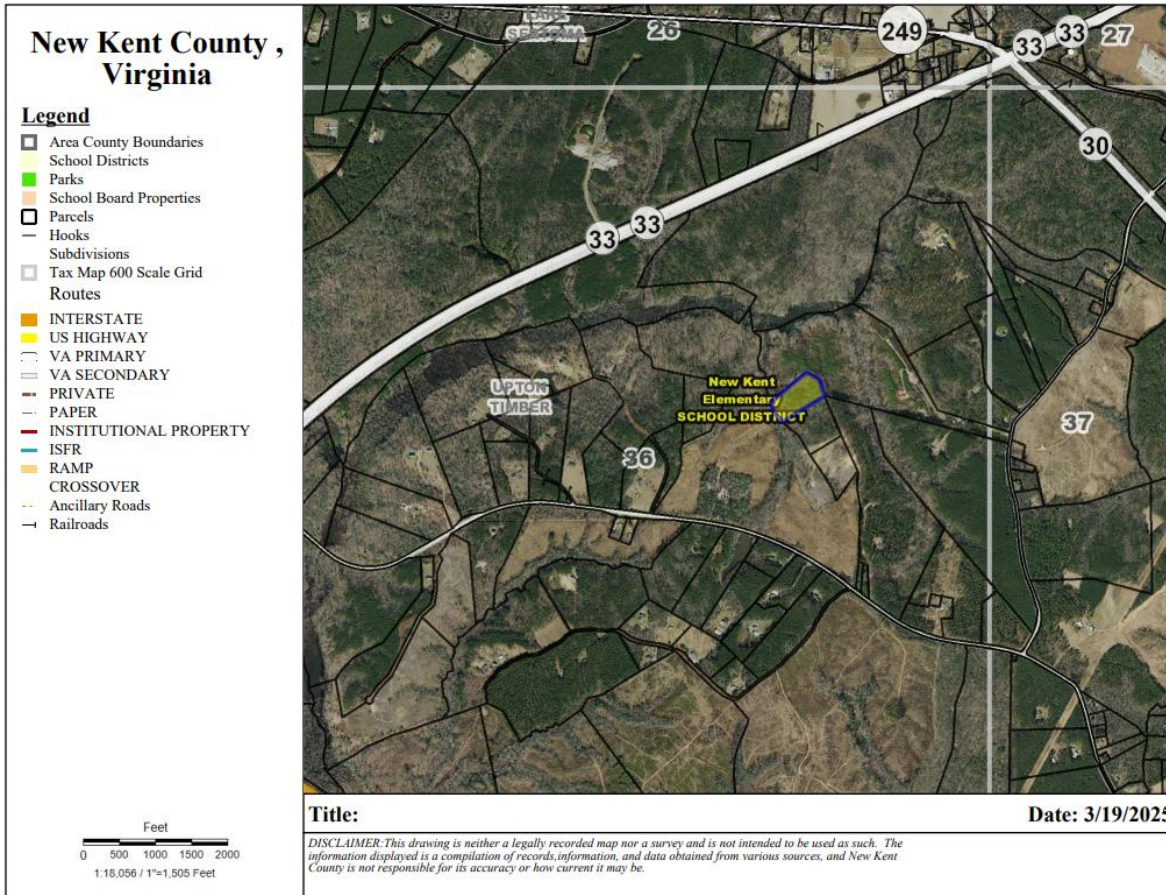 New Kent County ,
Virginia
Legend
Area County Boundaries
School Districts
Parks
School Board Properties
Parcels
Hooks
Subdivisions
Tax Map 600 Scale Grid
Routes
INTERSTATE
US HIGHWAY
VA PRIMARY
VA SECONDARY
PRIVATE
PAPER
INSTITUTIONAL PROPERTY
ISFR
RAMP
CROSSOVER
Ancillary Roads
Railroads
Feet
0 500 1000 1500 2000
1:18,056 / 1"=1,505 Feet
LAKE
SERTOMA
26
249
33
33
27
30
33
33
UPTON
TIMBER
New Kent
Elementary
SCHOOL DISTRICT
36
37
Title:
Date: 3/19/2025
DISCLAIMER:This drawing is neither a legally recorded map nor a survey and is not intended to be used as such. The
information displayed is a compilation of records,information, and data obtained from various sources, and New Kent
County is not responsible for its accuracy or how current it may be.